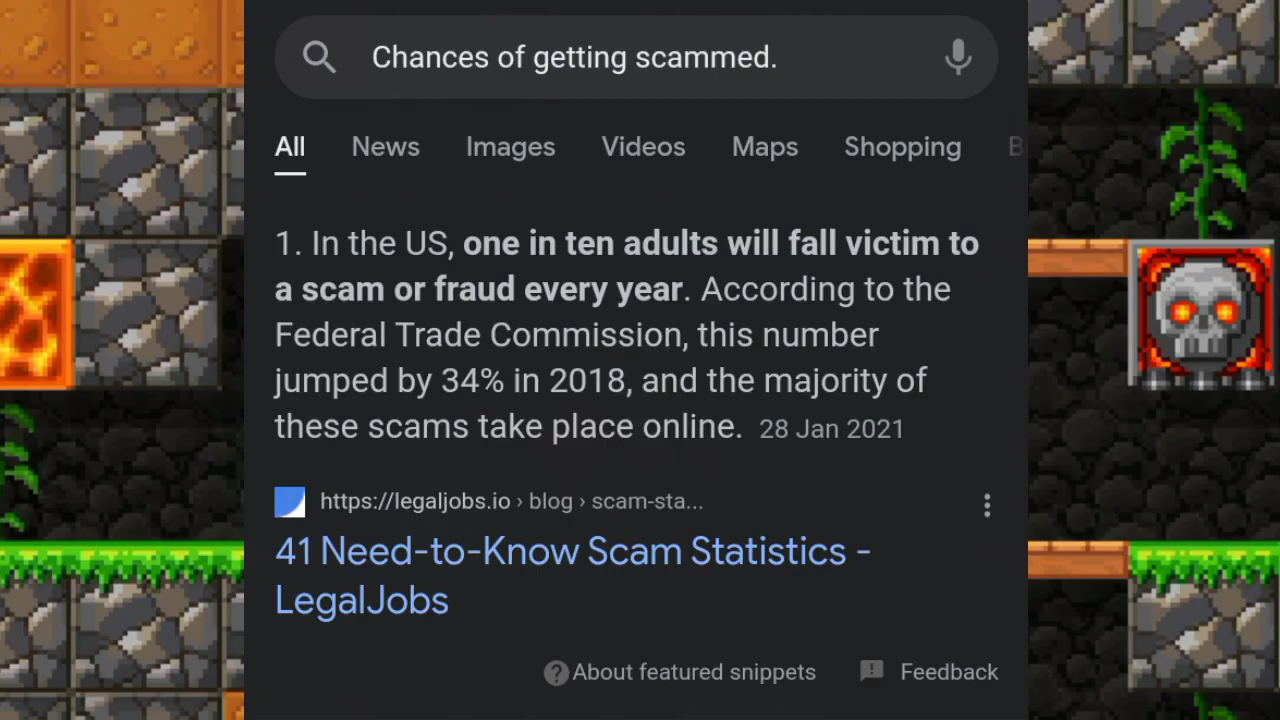 Chances of getting scammed.
All News Images Videos Maps Shopping B
1. In the US, one in ten adults will fall victim to
a scam or fraud every year. According to the
Federal Trade Commission, this number
jumped by 34% in 2018, and the majority of
these scams take place online. 28 Jan 2021
https://legaljobs.io › blog › scam-sta...
41 Need-to-Know Scam Statistics -
LegalJobs
About featured snippets Feedback